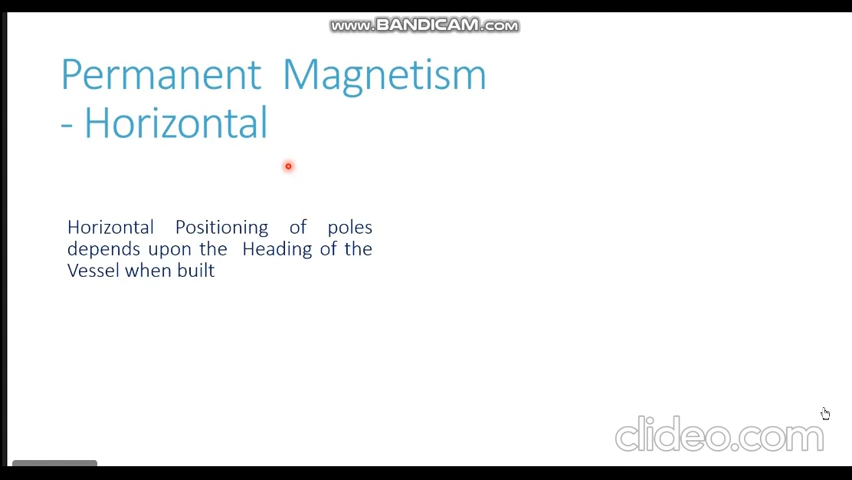 www.BANDICAM.com
Permanent Magnetism
- Horizontal
Horizontal Positioning of poles
depends upon the Heading of the
Vessel when built
clideo.com